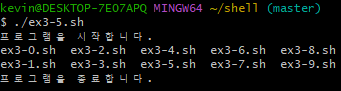 kevin@DESKTOP-7E07APQ MINGW64 ~/shell (master)
$ ./ex3-5.sh
프로그램을 시작합니다.
ex3-0.sh ex3-2.sh ex3-4.sh ex3-6.sh ex3-8.sh
ex3-1.sh ex3-3.sh ex3-5.sh ex3-7.sh ex3-9.sh
프로그램을 종료합니다.